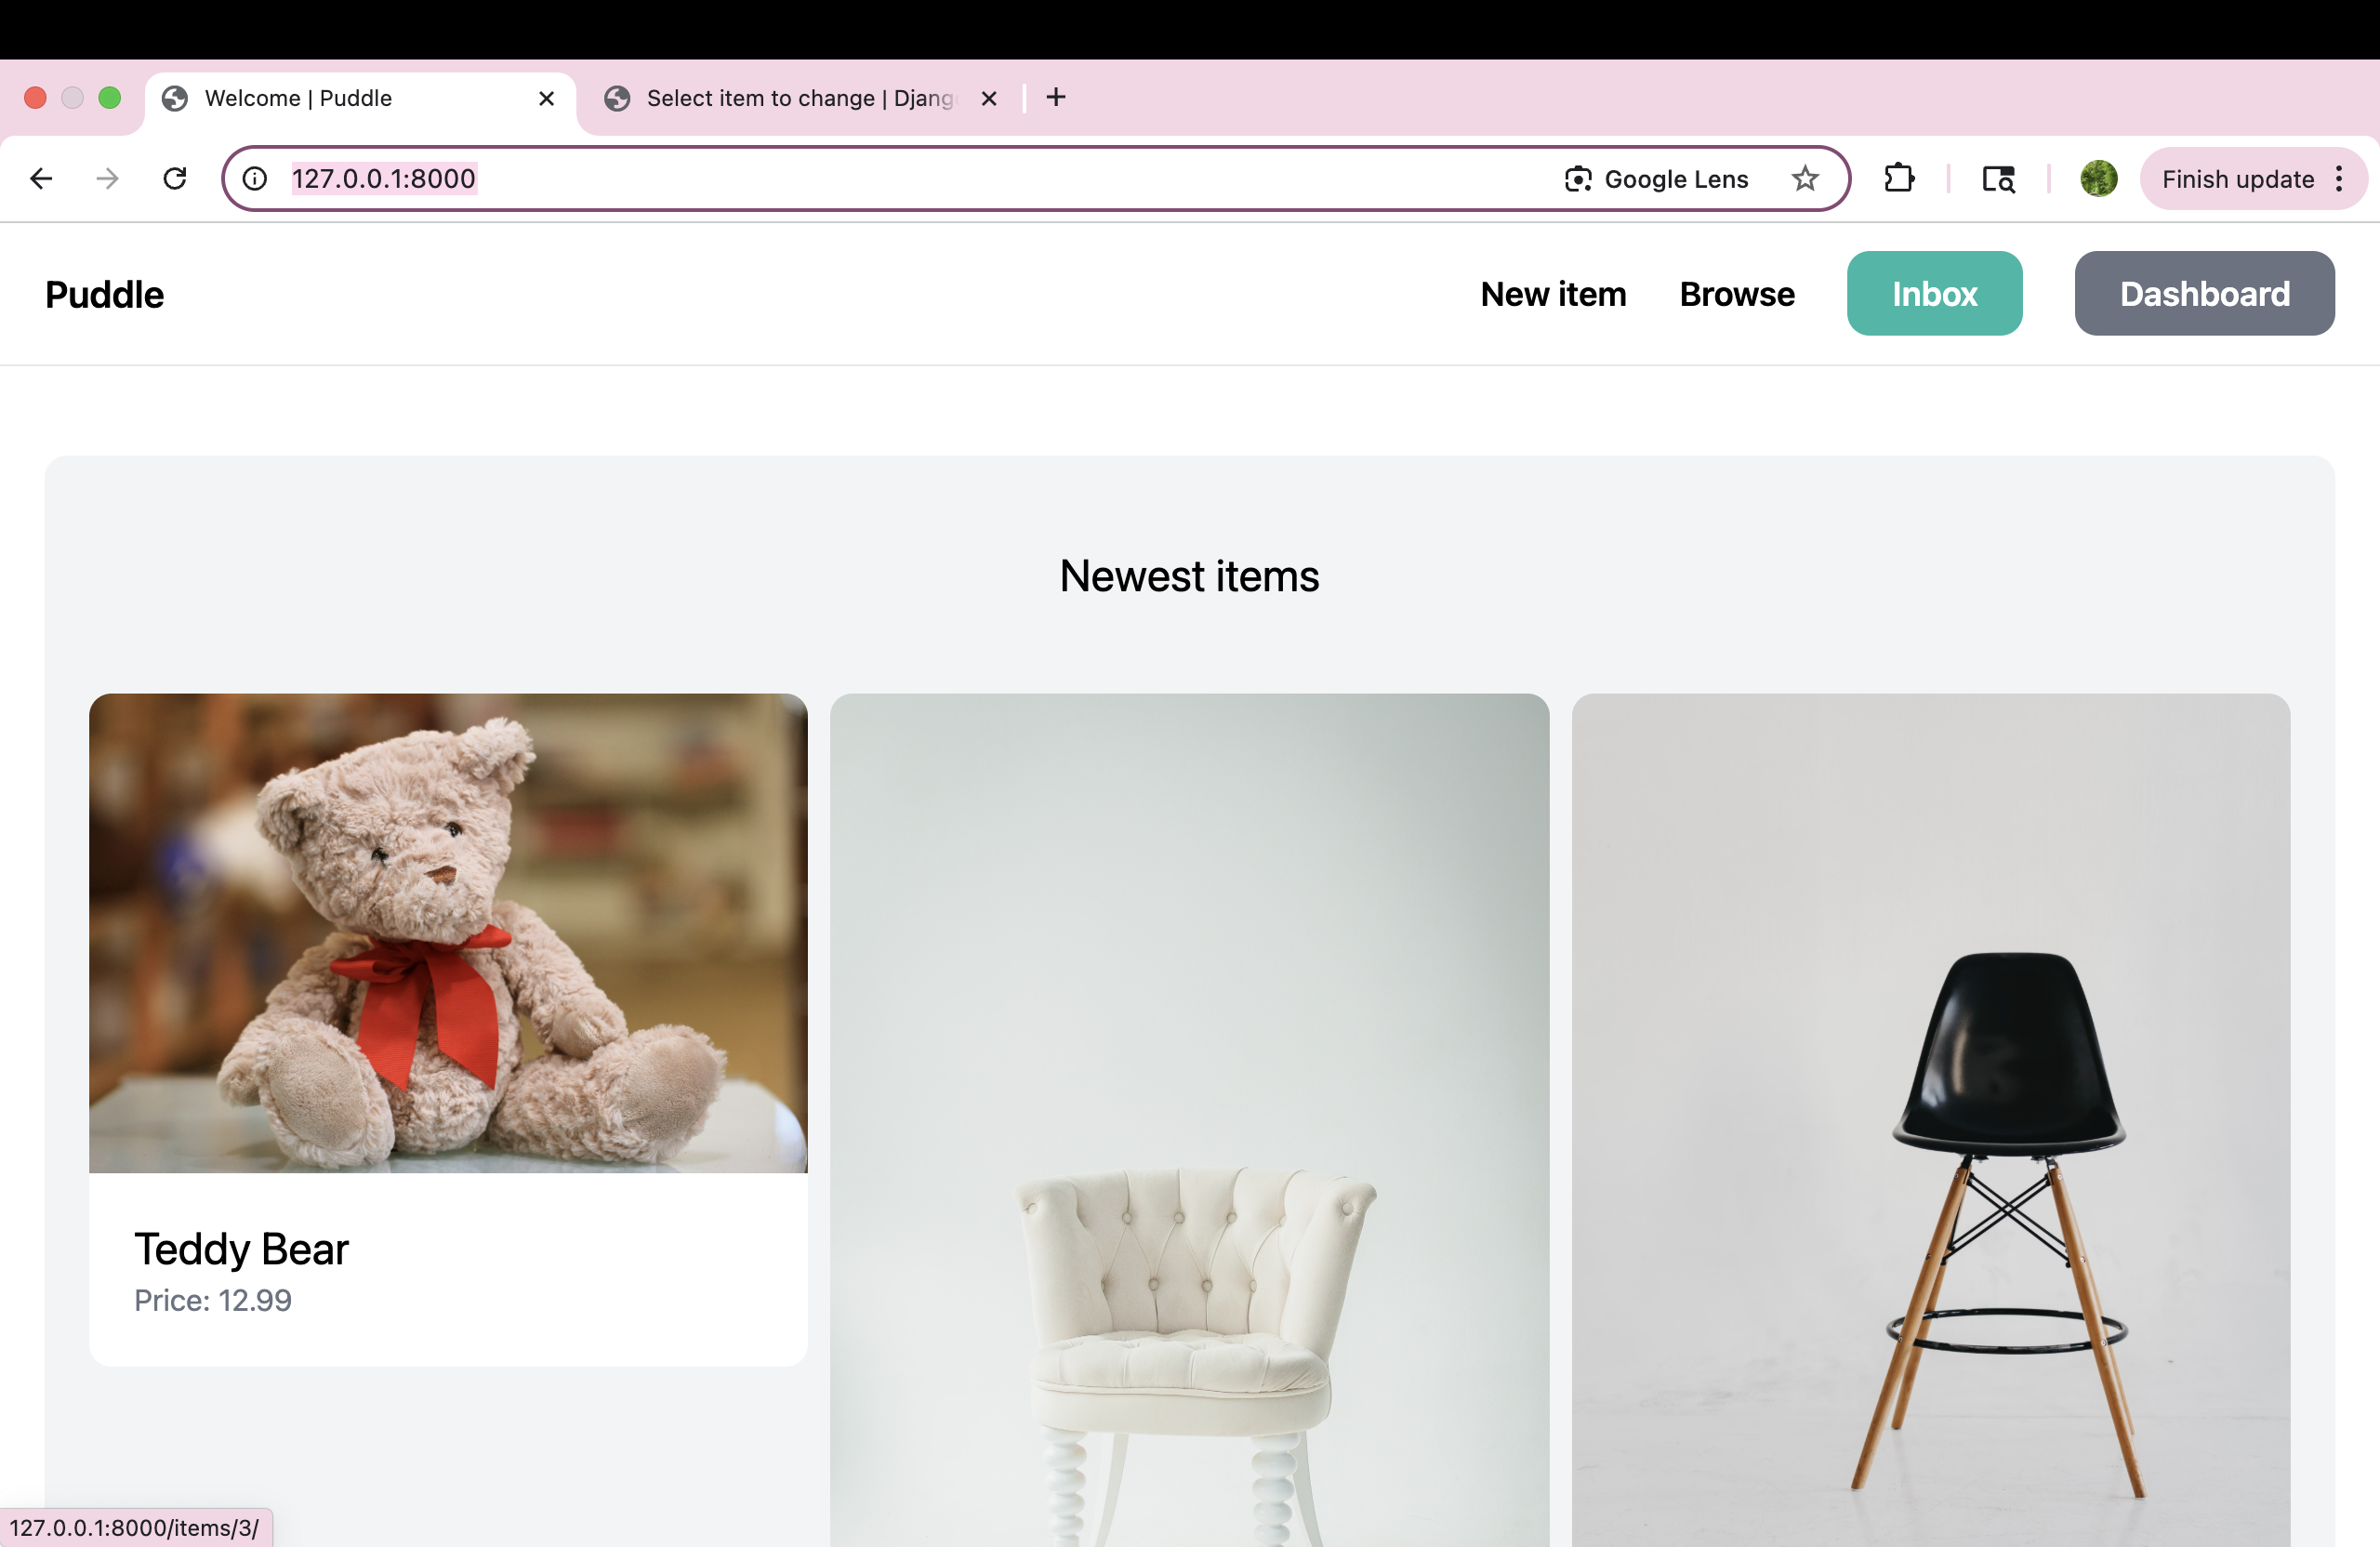 Welcome | Puddle
Select item to change | Djang
127.0.0.1:8000
Google Lens
Finish update
Puddle
New item
Browse
Inbox
Dashboard
Newest items
Teddy Bear
Price: 12.99
127.0.0.1:8000/items/3/